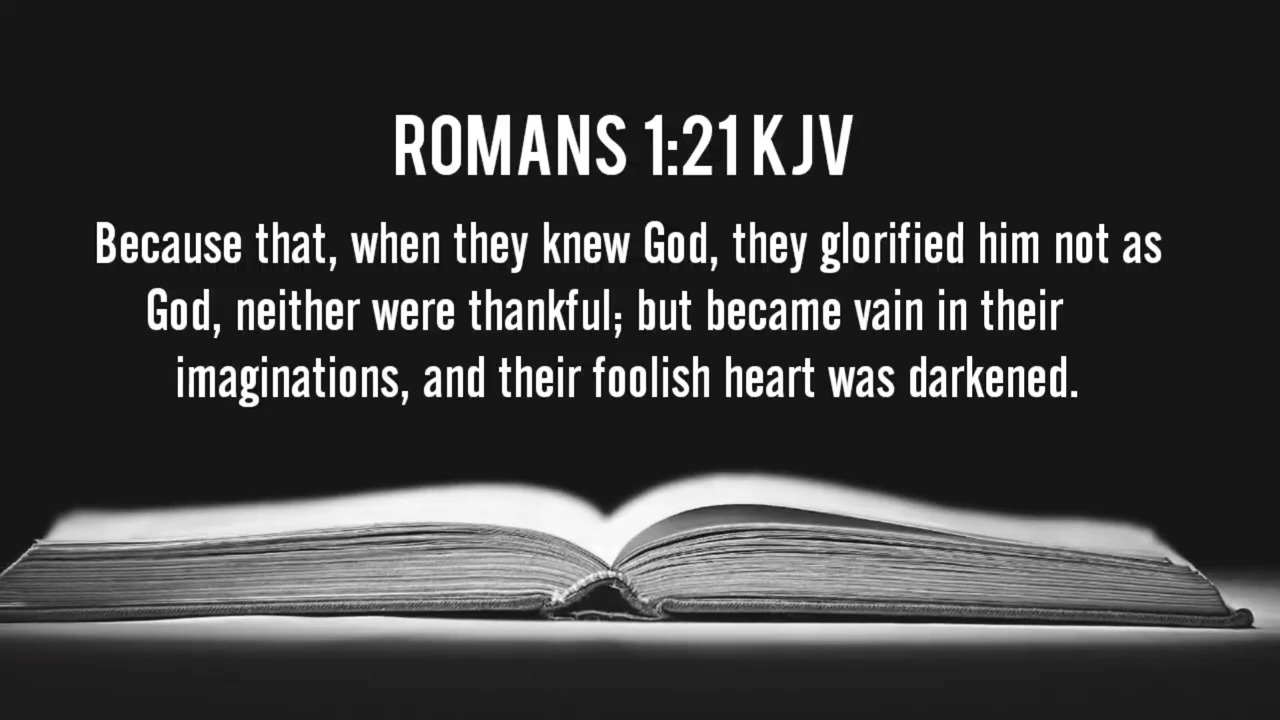 ROMANS 1:21 KJV
Because that, when they knew God, they glorified him not as
God, neither were thankful; but became vain in their
imaginations, and their foolish heart was darkened.